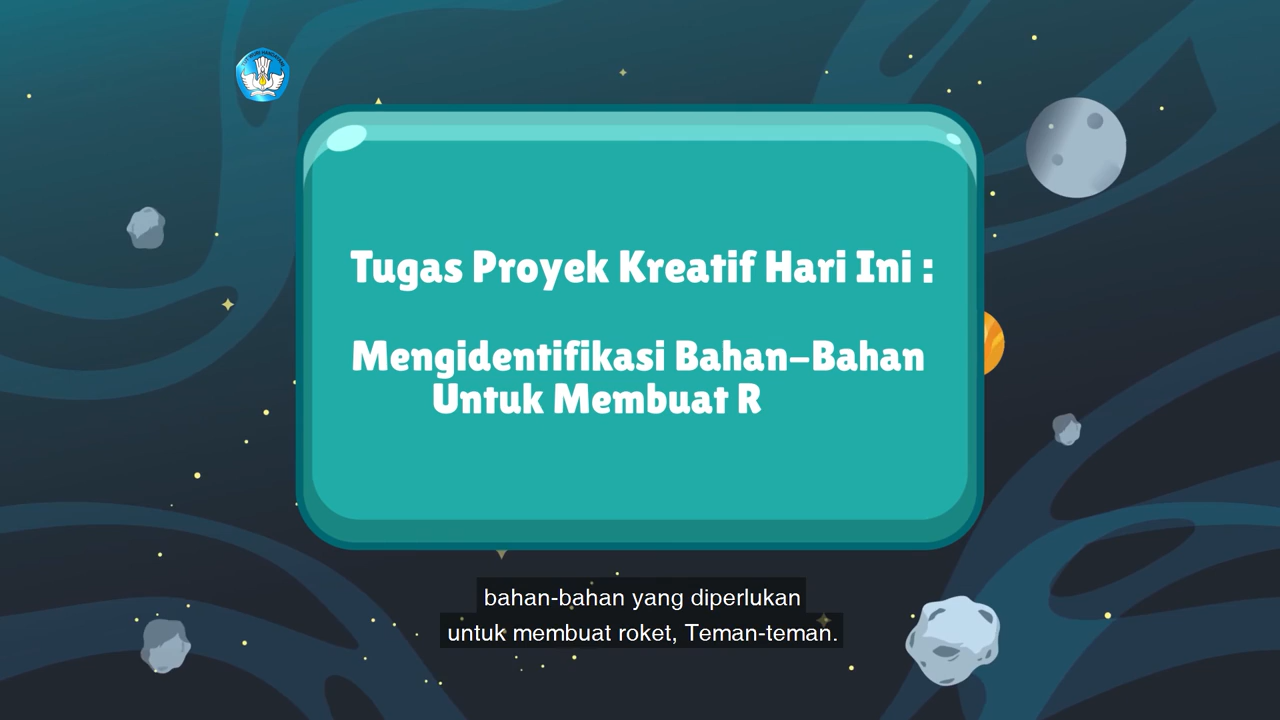 Tugas Proyek Kreatif Hari Ini :
Mengidentifikasi Bahan-Bahan
Untuk Membuat R
bahan-bahan yang diperlukan
untuk membuat roket, Teman-teman.